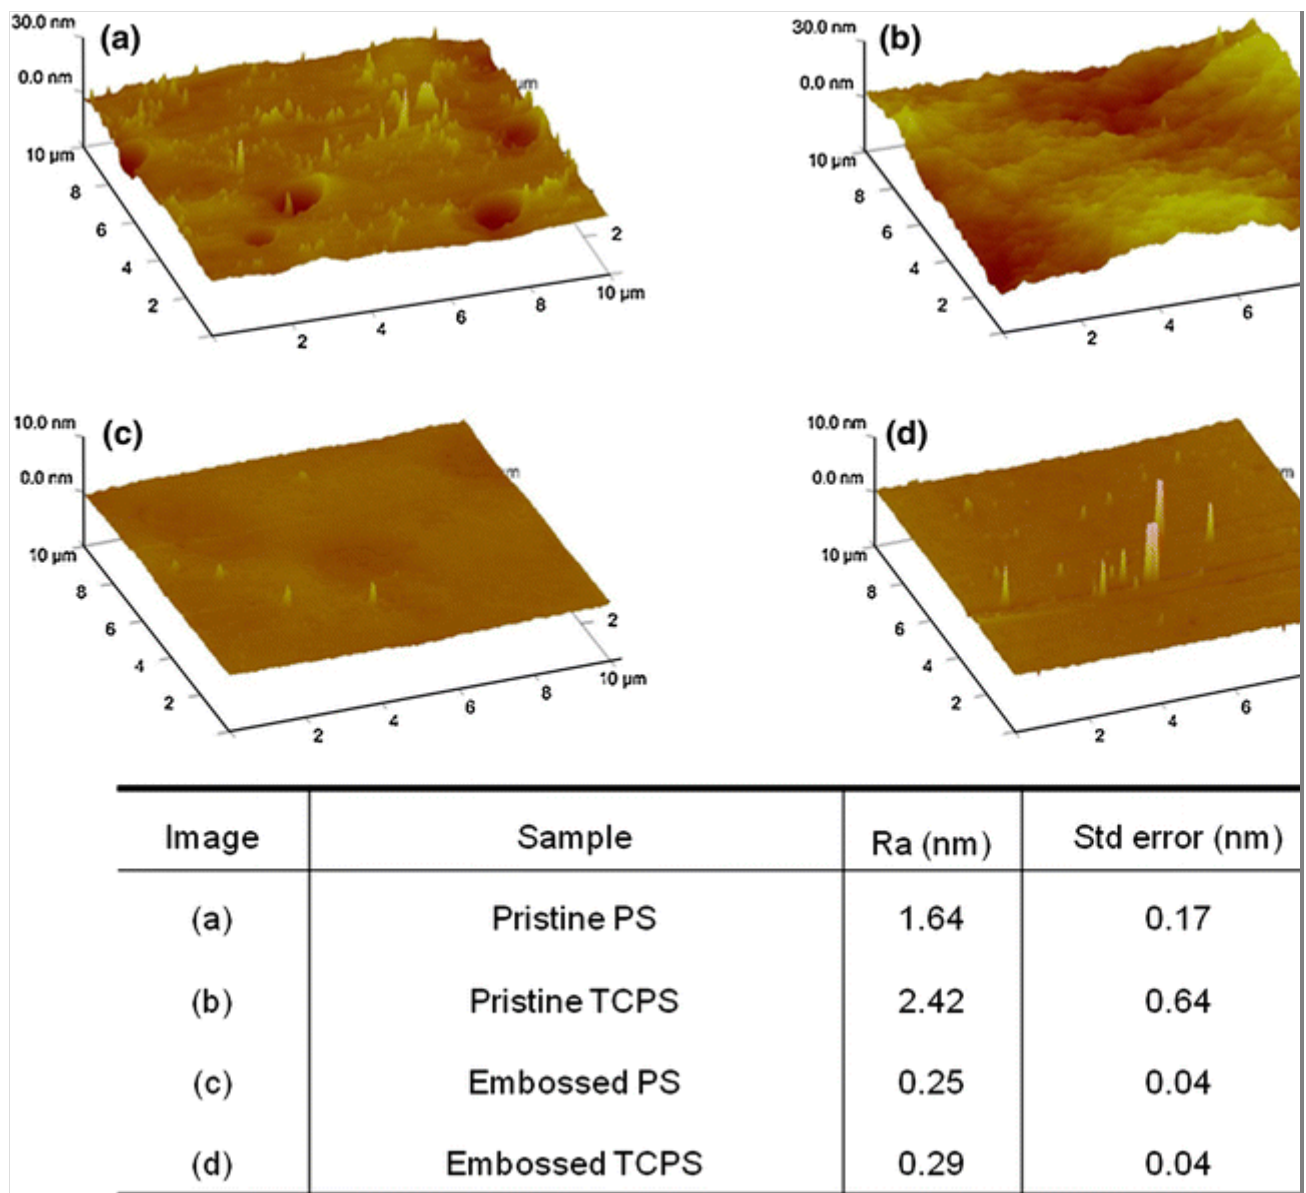 30.0 nm
(a)
0.0 nm
µm
10 µm
8
6
4
2
2
4
6
8
10 µm
2
30.0 nm
(b)
0.0 nm
10 µm
8
6
4
2
2
4
6
10.0 nm
(c)
0.0 nm
10 µm
8
6
4
2
2
4
6
8
10 µm
2
10.0 nm
(d)
0.0 nm
10 µm
8
6
4
2
2
4
6
Image Sample Ra (nm) Std error (nm)
(a) Pristine PS 1.64 0.17
(b) Pristine TCPS 2.42 0.64
(c) Embossed PS 0.25 0.04
(d) Embossed TCPS 0.29 0.04